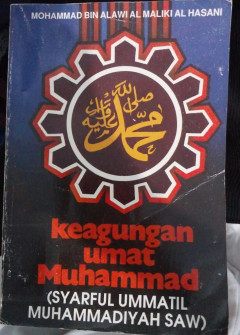 MOHAMMAD BIN ALAWI AL MALIKI AL HASANI
محمد صلى الله عليه وسلم
keagungan
umat
Muhammad
(SYARFUL UMMATIL
MUHAMMADIYAH SAW)